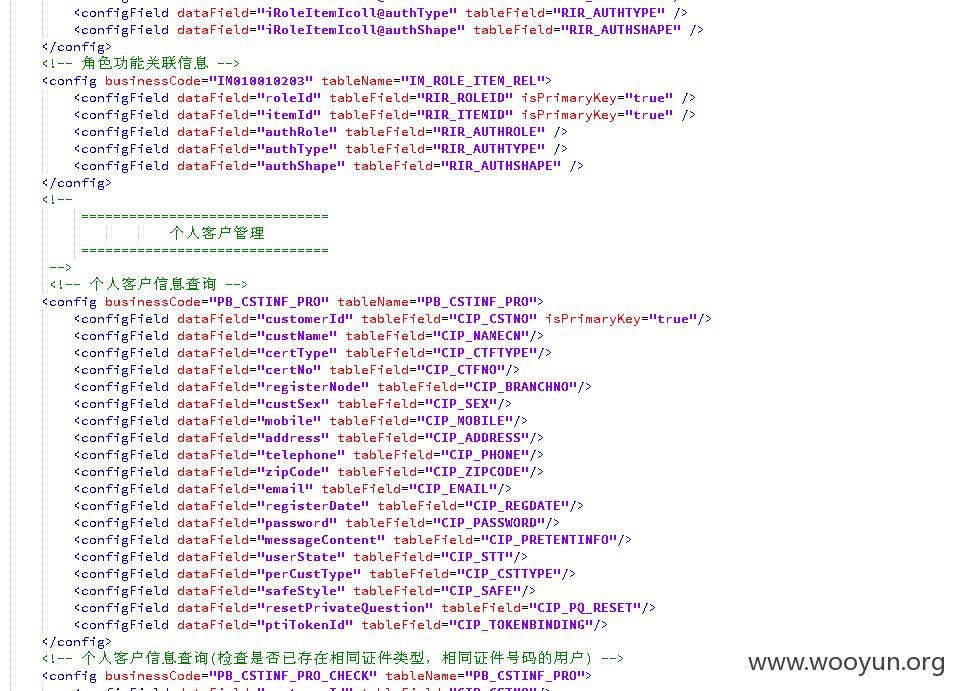 <configField dataField="iRoleItemIcoll@authType" tableField="RIR_AUTHTYPE" />
<configField dataField="iRoleItemIcoll@authShape" tableField="RIR_AUTHSHAPE" />
</config>
<!-- 角色功能关联信息 -->
<config businessCode="IM010010203" tableName="IM_ROLE_ITEM_REL">
<configField dataField="roleId" tableField="RIR_ROLEID" isPrimaryKey="true" />
<configField dataField="itemId" tableField="RIR_ITEMID" isPrimaryKey="true" />
<configField dataField="authRole" tableField="RIR_AUTHROLE" />
<configField dataField="authType" tableField="RIR_AUTHTYPE" />
<configField dataField="authShape" tableField="RIR_AUTHSHAPE" />
</config>
<!--
===============================
个人客户管理
===============================
-->
<!-- 个人客户信息查询 -->
<config businessCode="PB_CSTINF_PRO" tableName="PB_CSTINF_PRO">
<configField dataField="customerId" tableField="CIP_CSTNO" isPrimaryKey="true"/>
<configField dataField="custName" tableField="CIP_NAMECN"/>
<configField dataField="certType" tableField="CIP_CTFTYPE"/>
<configField dataField="certNo" tableField="CIP_CTFNO"/>
<configField dataField="registerNode" tableField="CIP_BRANCHNO"/>
<configField dataField="custSex" tableField="CIP_SEX"/>
<configField dataField="mobile" tableField="CIP_MOBILE"/>
<configField dataField="address" tableField="CIP_ADDRESS"/>
<configField dataField="telephone" tableField="CIP_PHONE"/>
<configField dataField="zipCode" tableField="CIP_ZIPCODE"/>
<configField dataField="email" tableField="CIP_EMAIL"/>
<configField dataField="registerDate" tableField="CIP_REGDATE"/>
<configField dataField="password" tableField="CIP_PASSWORD"/>
<configField dataField="messageContent" tableField="CIP_PRETENTINFO"/>
<configField dataField="userState" tableField="CIP_STT"/>
<configField dataField="perCustType" tableField="CIP_CSTTYPE"/>
<configField dataField="safeStyle" tableField="CIP_SAFE"/>
<configField dataField="resetPrivateQuestion" tableField="CIP_PQ_RESET"/>
<configField dataField="ptiTokenId" tableField="CIP_TOKENBINDING"/>
</config>
<!-- 个人客户信息查询(检查是否已存在相同证件类型，相同证件号码的用户) -->
<config businessCode="PB_CSTINF_PRO_CHECK" tableName="PB_CSTINF_PRO">
www.wooyun.org